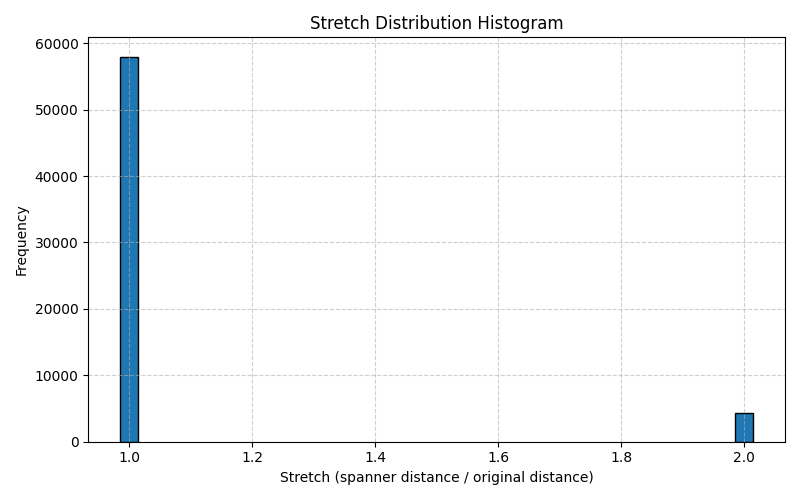 Stretch Distribution Histogram
60000
50000
40000
30000
20000
10000
0
Frequency
1.0 1.2 1.4 1.6 1.8 2.0
Stretch (spanner distance / original distance)